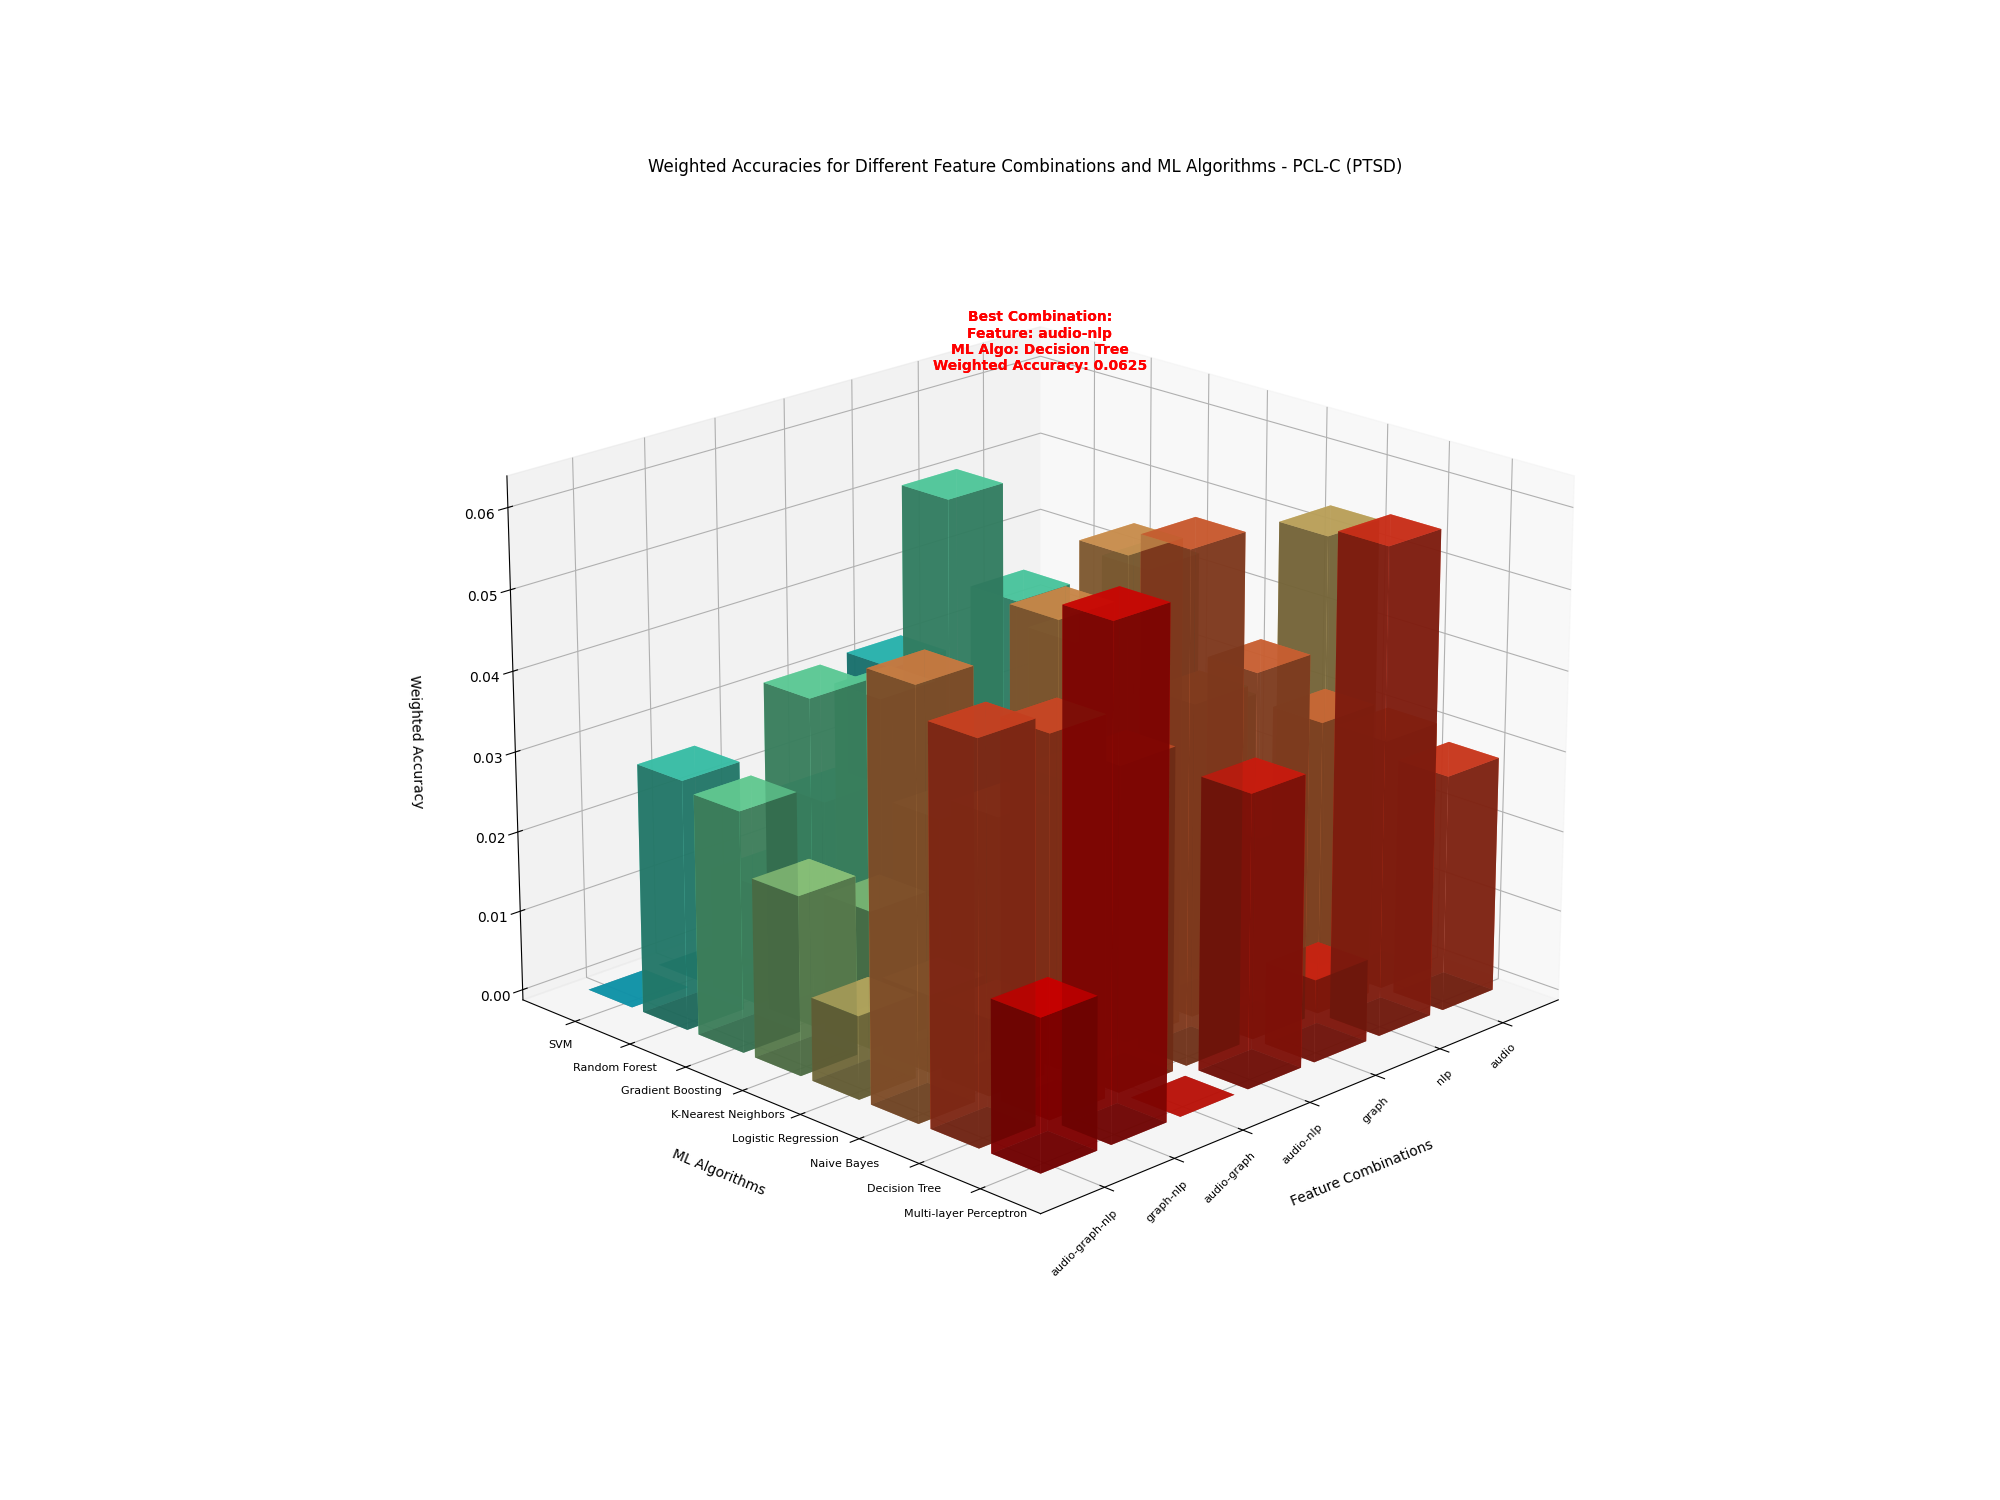 Weighted Accuracies for Different Feature Combinations and ML Algorithms - PCL-C (PTSD)
Best Combination:
Feature: audio-nlp
ML Algo: Decision Tree
Weighted Accuracy: 0.0625
0.06
0.05
0.04
0.03
0.02
0.01
0.00
Weighted Accuracy
SVM
Random Forest
Gradient Boosting
K-Nearest Neighbors
Logistic Regression
Naive Bayes
Decision Tree
Multi-layer Perceptron
ML Algorithms
audio-graph-nlp
graph-nlp
audio-graph
audio-nlp
graph
nlp
audio
Feature Combinations